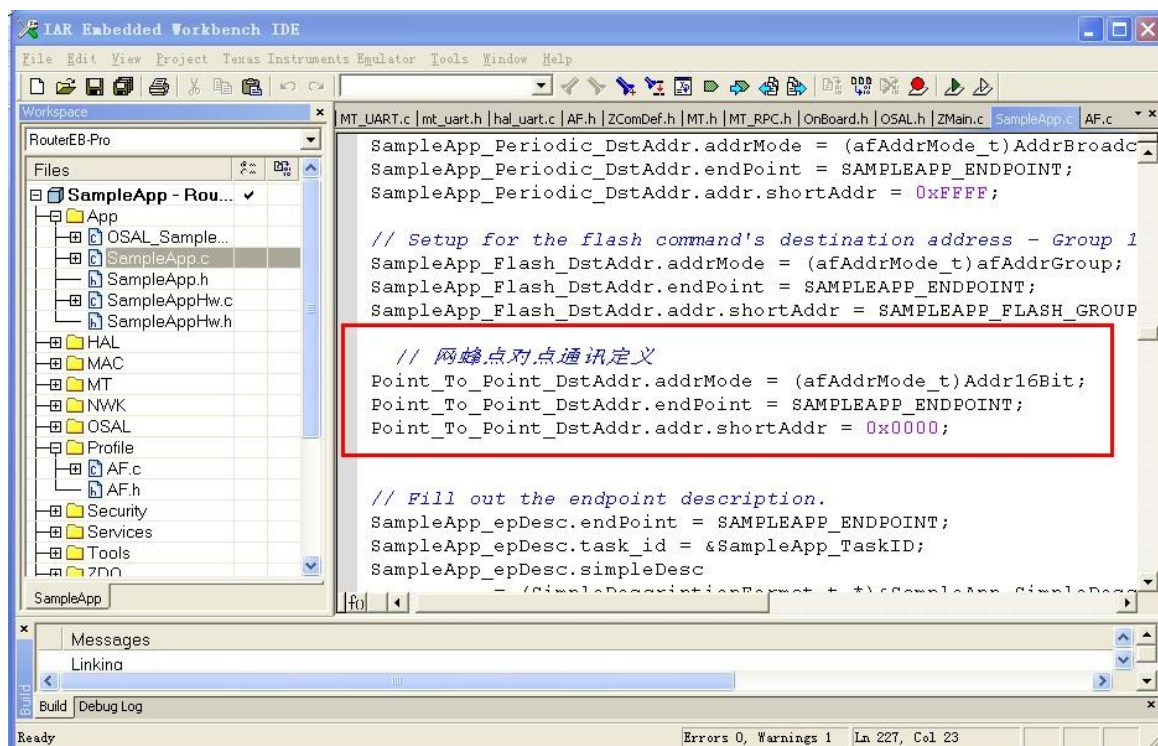 IAR Embedded Workbench IDE
File Edit View Project Texas Instruments Emulator Tools Window Help
Workspace
MT_UART.c | mt_uart.h | hal_uart.c | AF.h | ZComDef.h | MT.h | MT_RPC.h | OnBoard.h | OSAL.h | ZMain.c SampleApp.c AF.c
RouterEB-Pro
Files
SampleApp - Rou...
App
OSAL_Sample...
SampleApp.c
SampleApp.h
SampleAppHw.c
SampleAppHw.h
HAL
MAC
MT
NWK
OSAL
Profile
AF.c
AF.h
Security
Services
Tools
ZDO
SampleApp
SampleApp_Periodic_DstAddr.addrMode = (afAddrMode_t)AddrBroadc
SampleApp_Periodic_DstAddr.endPoint = SAMPLEAPP_ENDPOINT;
SampleApp_Periodic_DstAddr.addr.shortAddr = 0xFFFF;
// Setup for the flash command's destination address - Group 1
SampleApp_Flash_DstAddr.addrMode = (afAddrMode_t)afAddrGroup;
SampleApp_Flash_DstAddr.endPoint = SAMPLEAPP_ENDPOINT;
SampleApp_Flash_DstAddr.addr.shortAddr = SAMPLEAPP_FLASH_GROUP
// 网蜂点对点通讯定义
Point_To_Point_DstAddr.addrMode = (afAddrMode_t)Addr16Bit;
Point_To_Point_DstAddr.endPoint = SAMPLEAPP_ENDPOINT;
Point_To_Point_DstAddr.addr.shortAddr = 0x0000;
// Fill out the endpoint description.
SampleApp_epDesc.endPoint = SAMPLEAPP_ENDPOINT;
SampleApp_epDesc.task_id = &SampleApp_TaskID;
SampleApp_epDesc.simpleDesc
Messages
Linking
Build
Build Debug Log
Ready
Errors 0, Warnings 1 Ln 227, Col 23